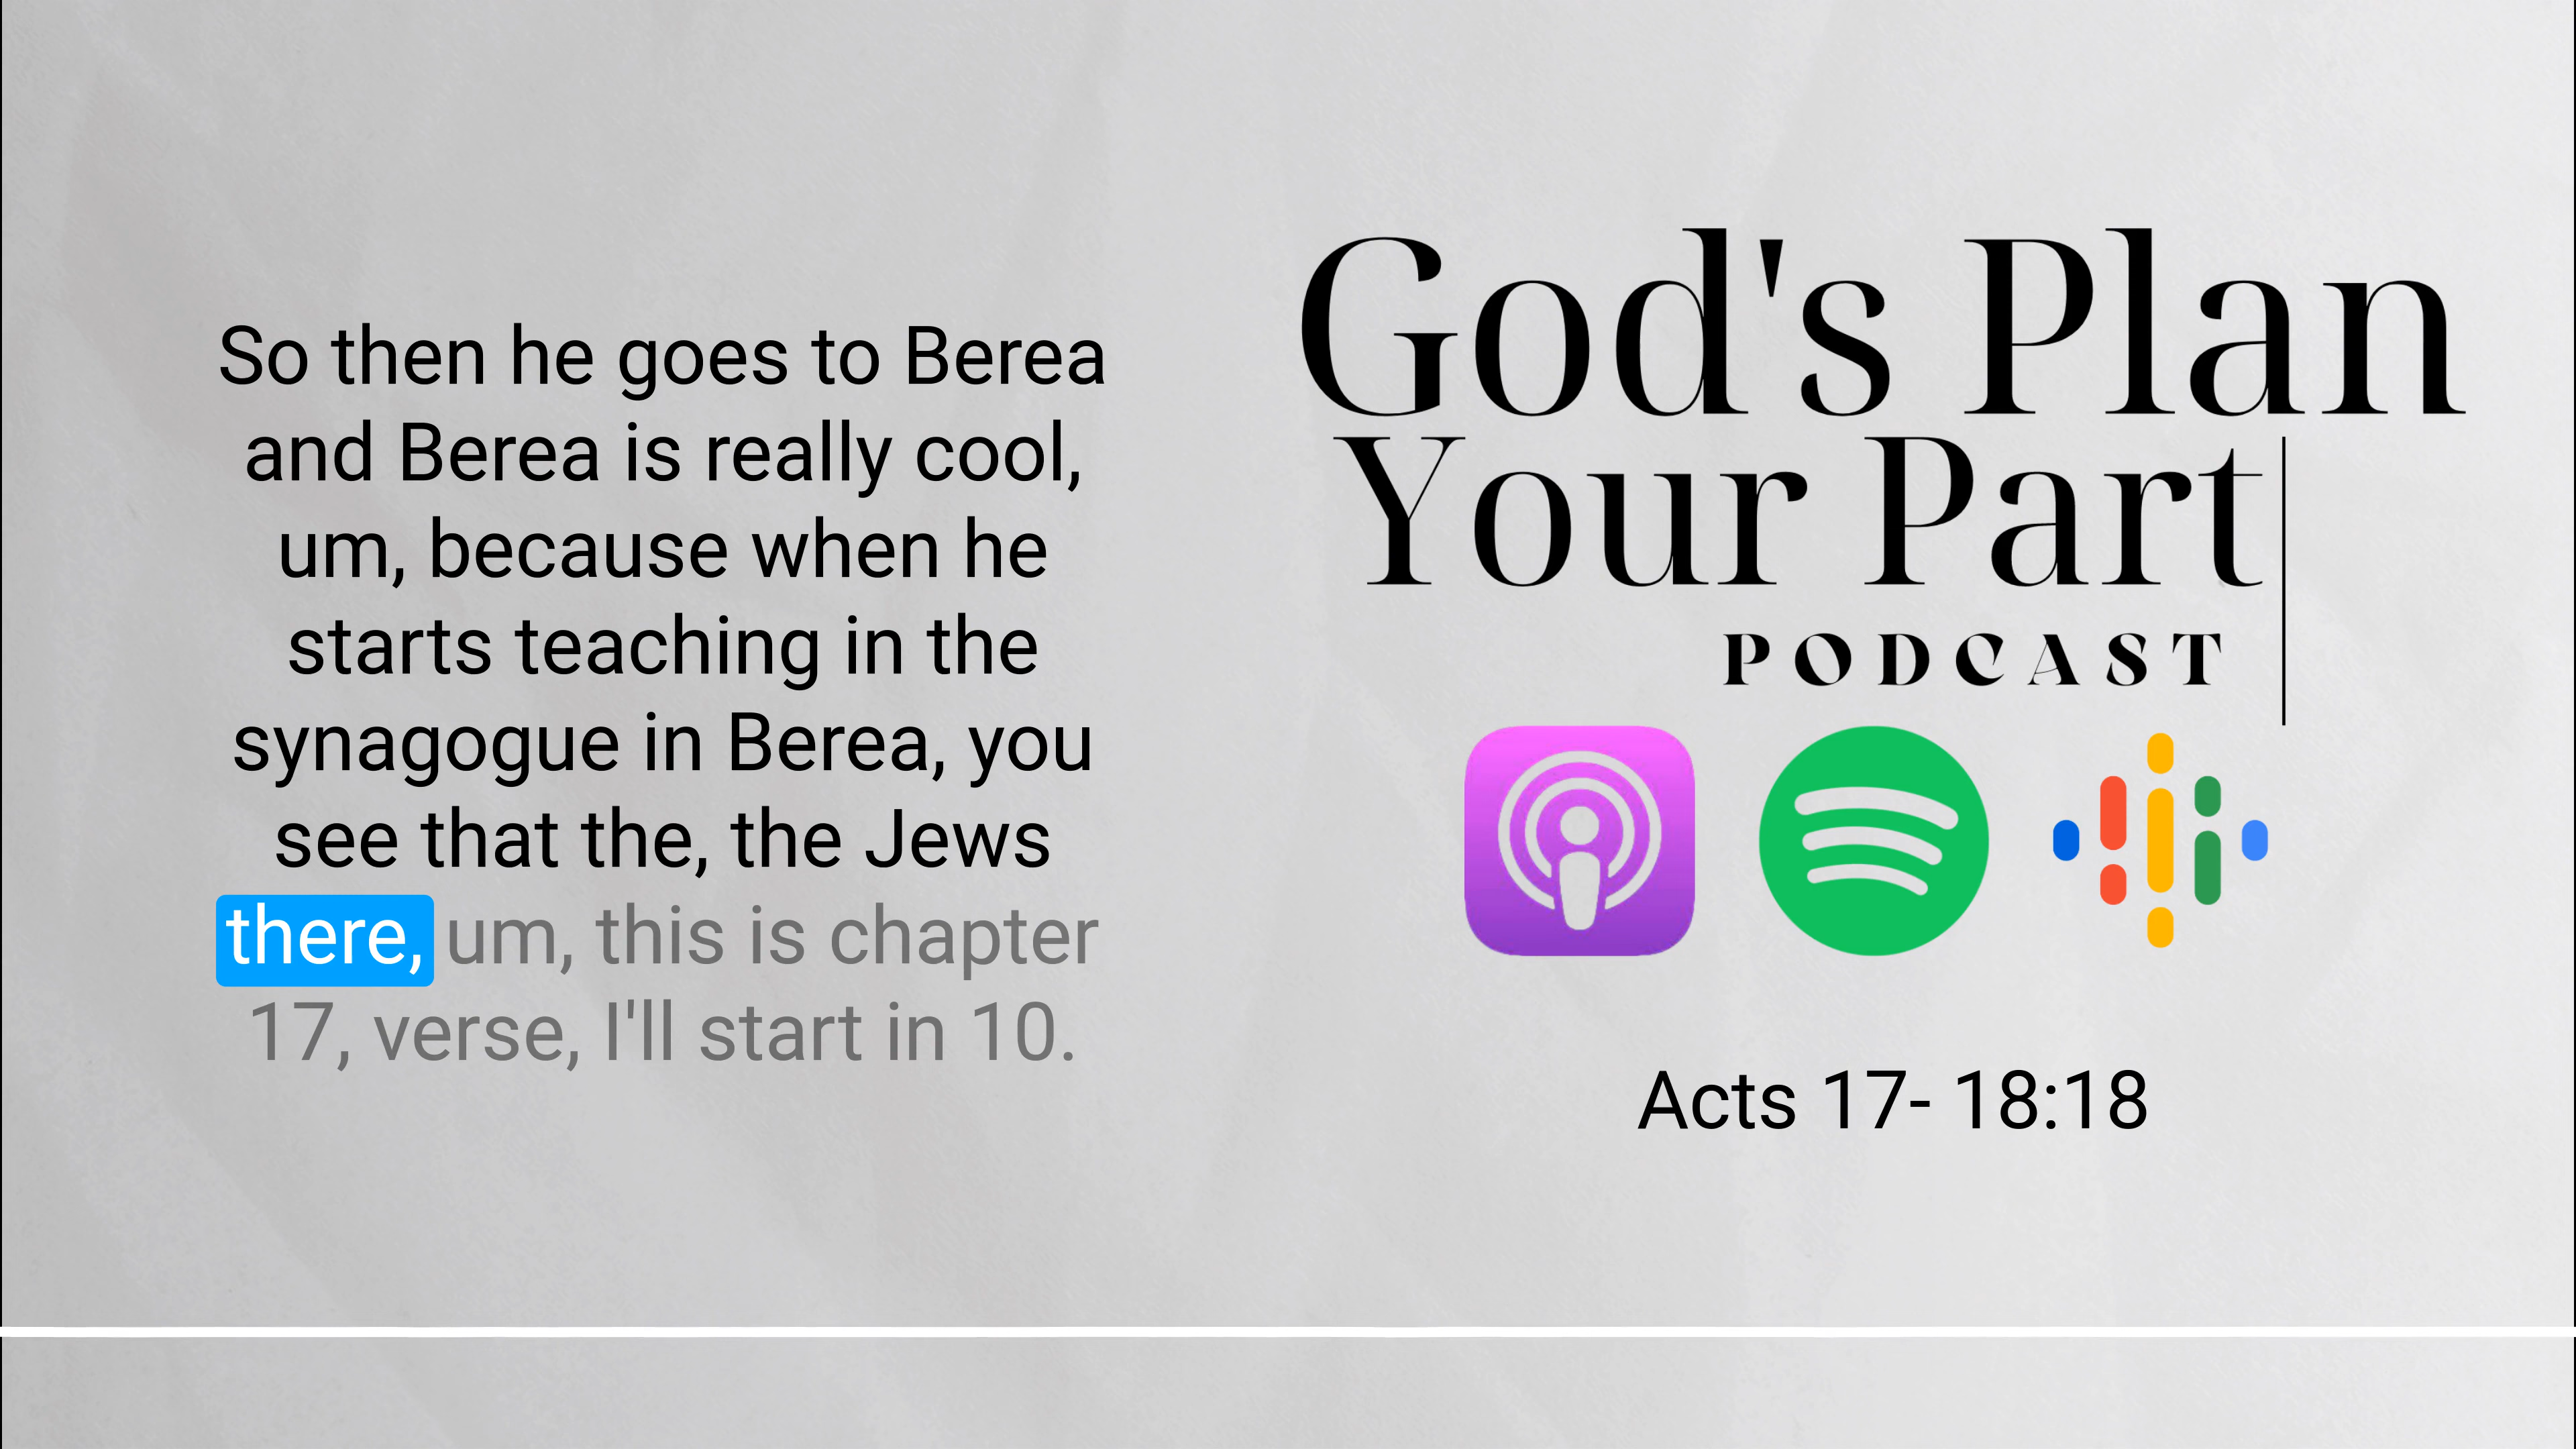 So then he goes to Berea
and Berea is really cool,
um, because when he
starts teaching in the
synagogue in Berea, you
see that the, the Jews
there, um, this is chapter
17, verse, I'll start in 10.
God's Plan
Your Part
PODCAST
Acts 17- 18:18